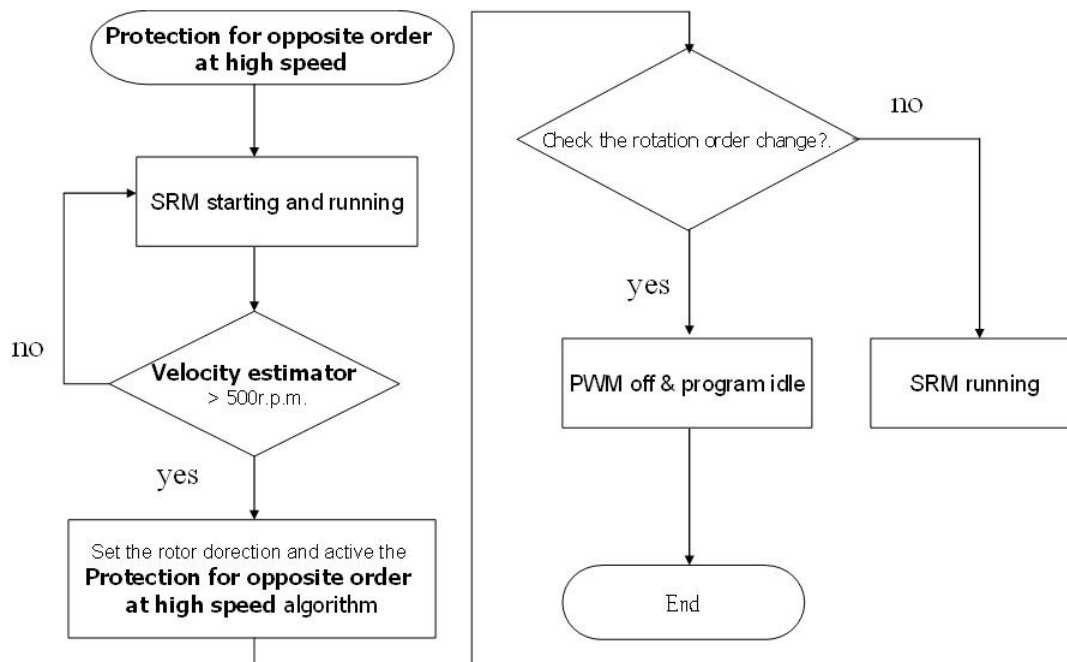 Protection for opposite order
at high speed
SRM starting and running
no
Velocity estimator
> 500r.p.m.
yes
Set the rotor dorection and active the
Protection for opposite order
at high speed algorithm
Check the rotation order change?.
no
yes
PWM off & program idle
SRM running
End